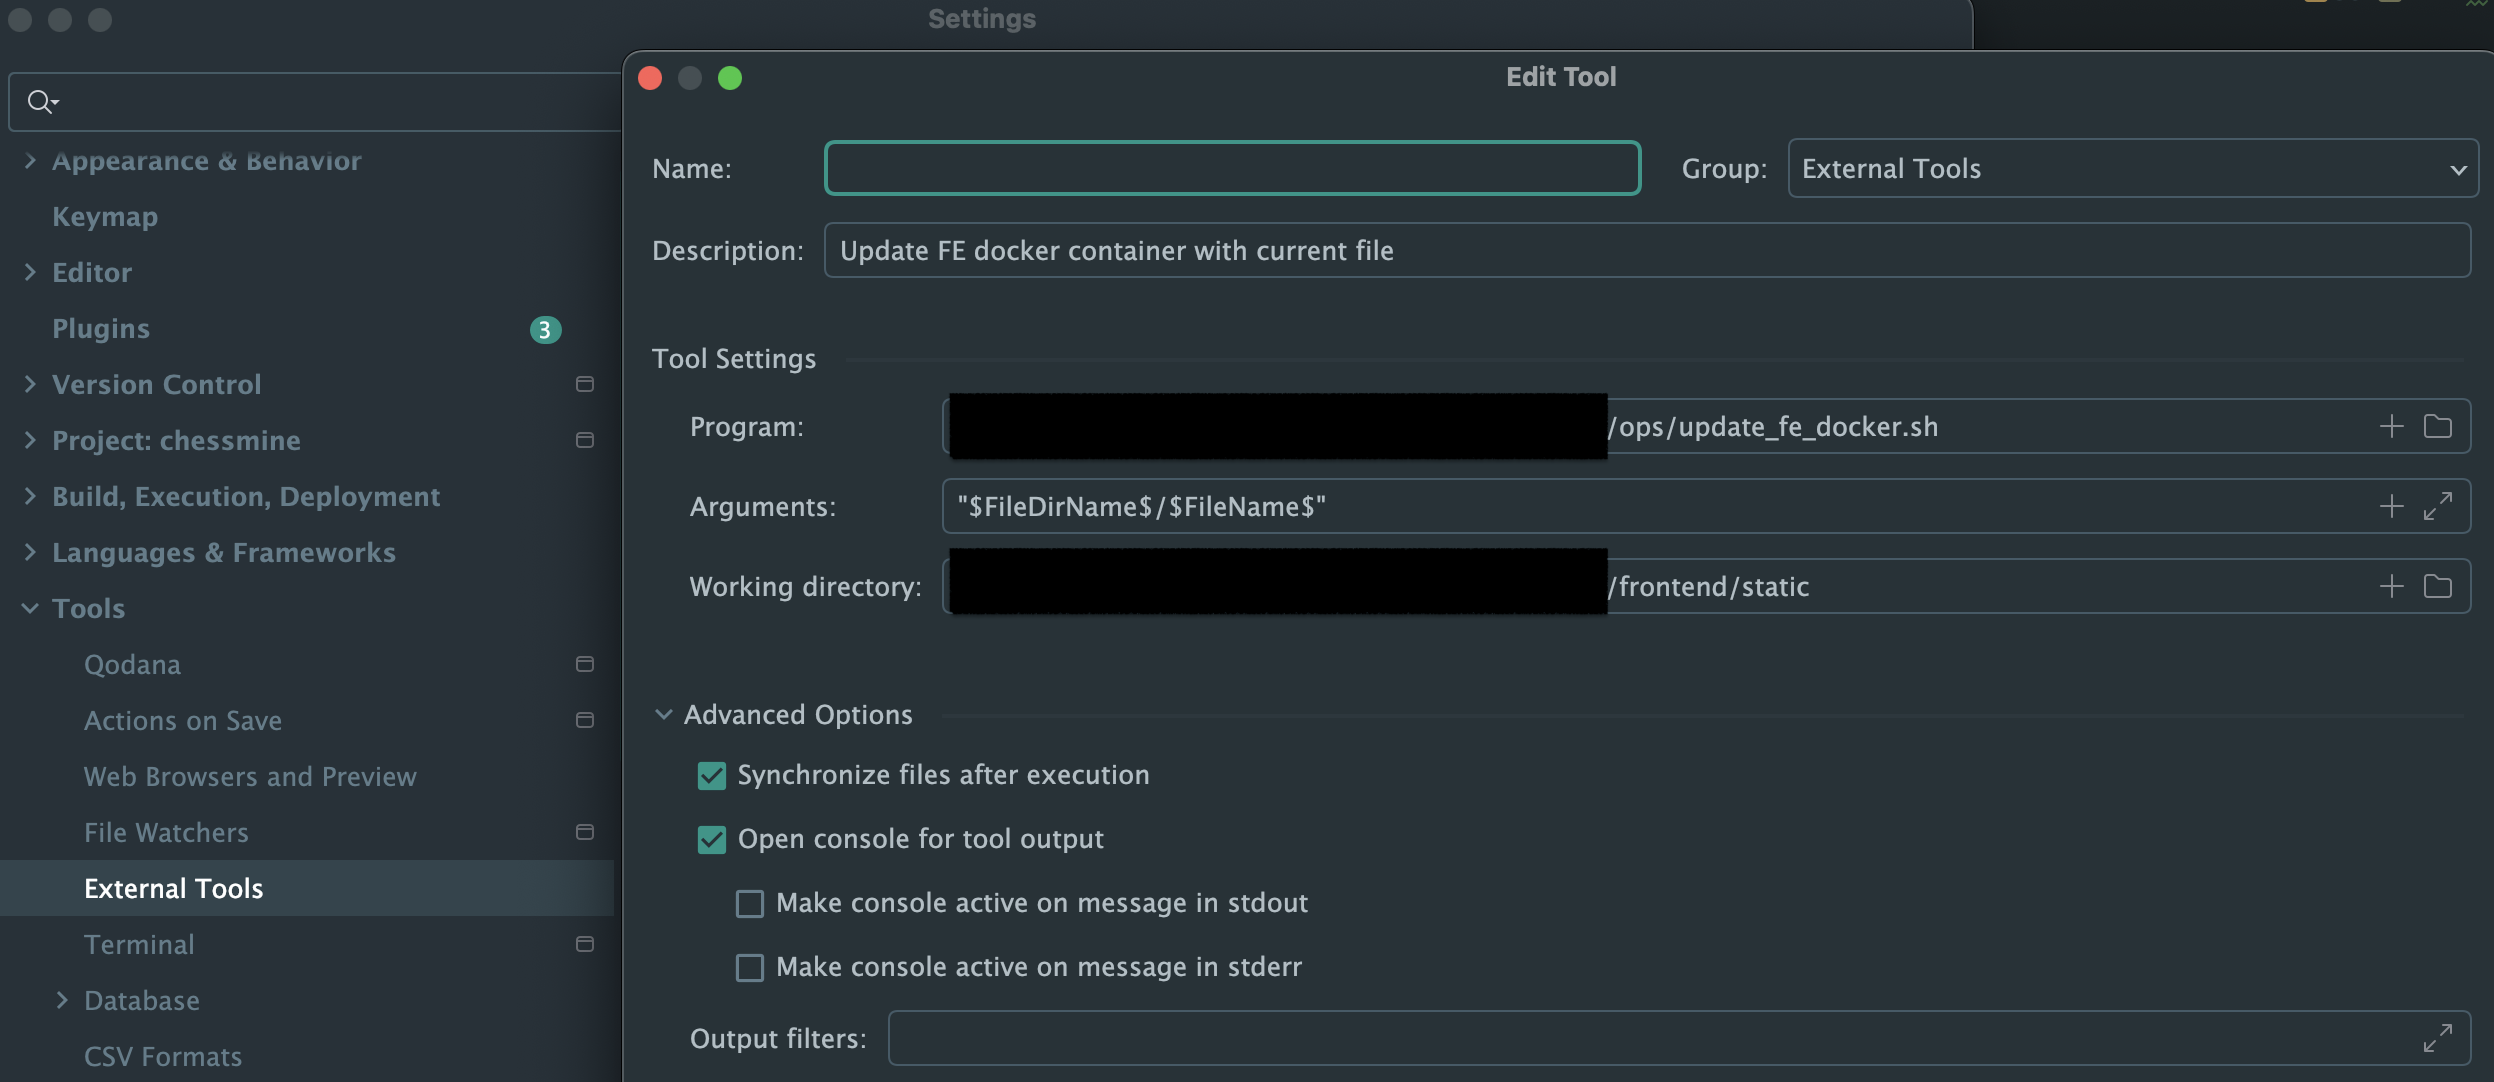 Settings
Edit Tool
Appearance & Behavior
Keymap
Editor
Plugins
3
Version Control
Project: chessmine
Build, Execution, Deployment
Languages & Frameworks
Tools
Qodana
Actions on Save
Web Browsers and Preview
File Watchers
External Tools
Terminal
Database
CSV Formats
Name:
Group: External Tools
Description: Update FE docker container with current file
Tool Settings
Program: /ops/update_fe_docker.sh
Arguments: "$FileDirName$/$FileName$"
Working directory: /frontend/static
Advanced Options
Synchronize files after execution
Open console for tool output
Make console active on message in stdout
Make console active on message in stderr
Output filters: